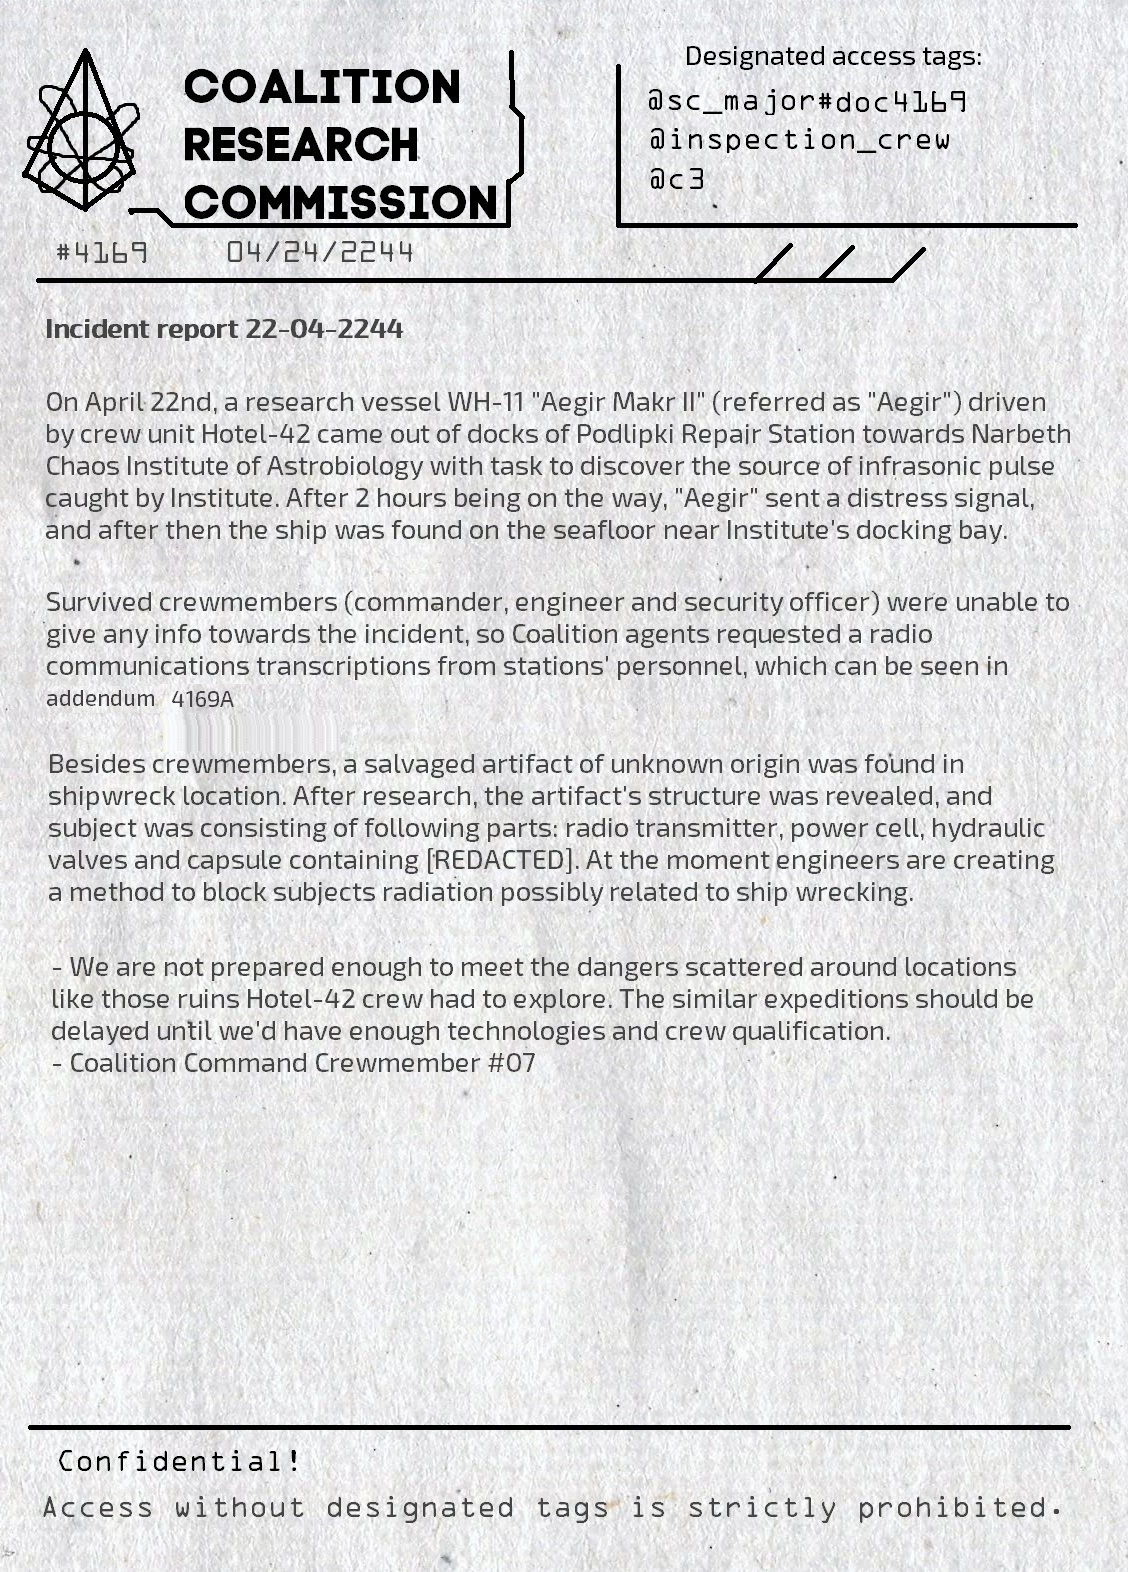 COALITION
RESEARCH
COMMISSION
Designated access tags:
@sc_major#doc4169
@inspection_crew
@c3
#4169 04/24/2244
Incident report 22-04-2244
On April 22nd, a research vessel WH-11 "Aegir Makr II" (referred as "Aegir") driven
by crew unit Hotel-42 came out of docks of Podlipki Repair Station towards Narbeth
Chaos Institute of Astrobiology with task to discover the source of infrasonic pulse
caught by Institute. After 2 hours being on the way, "Aegir" sent a distress signal,
and after then the ship was found on the seafloor near Institute's docking bay.
Survived crewmembers (commander, engineer and security officer) were unable to
give any info towards the incident, so Coalition agents requested a radio
communications transcriptions from stations' personnel, which can be seen in
addendum 4169A
Besides crewmembers, a salvaged artifact of unknown origin was found in
shipwreck location. After research, the artifact's structure was revealed, and
subject was consisting of following parts: radio transmitter, power cell, hydraulic
valves and capsule containing [REDACTED]. At the moment engineers are creating
a method to block subjects radiation possibly related to ship wrecking.
- We are not prepared enough to meet the dangers scattered around locations
like those ruins Hotel-42 crew had to explore. The similar expeditions should be
delayed until we'd have enough technologies and crew qualification.
- Coalition Command Crewmember #07
Confidential!
Access without designated tags is strictly prohibited.